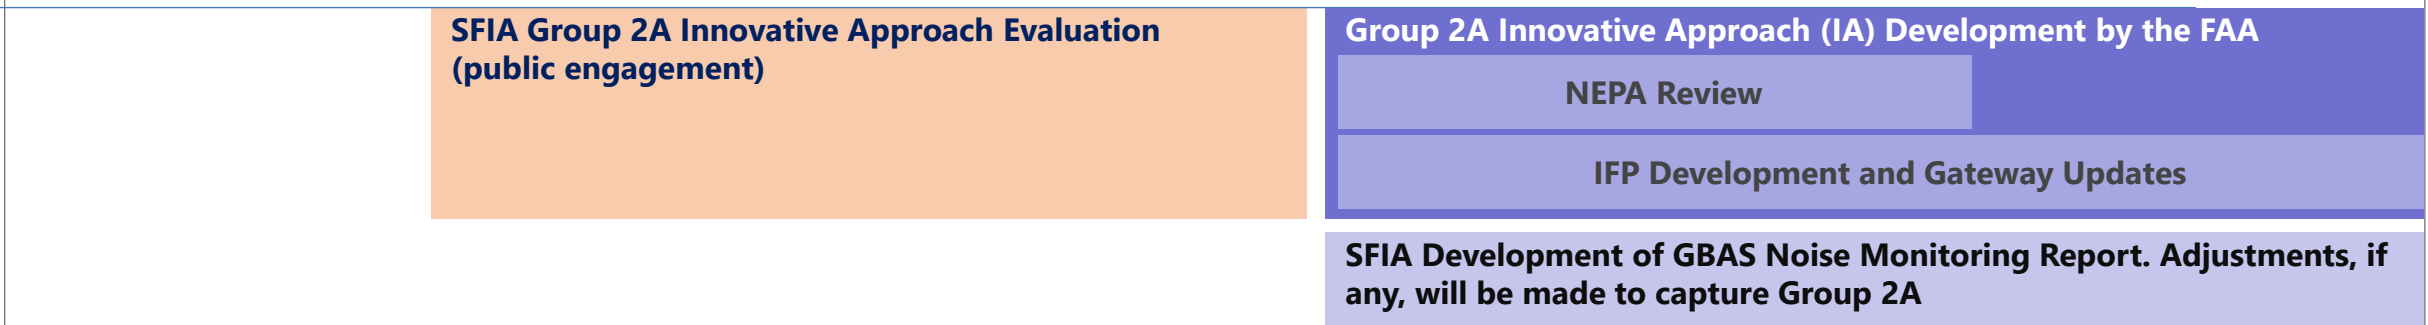 SFIA Group 2A Innovative Approach Evaluation
(public engagement)
Group 2A Innovative Approach (IA) Development by the FAA
NEPA Review
IFP Development and Gateway Updates
SFIA Development of GBAS Noise Monitoring Report. Adjustments, if
any, will be made to capture Group 2A